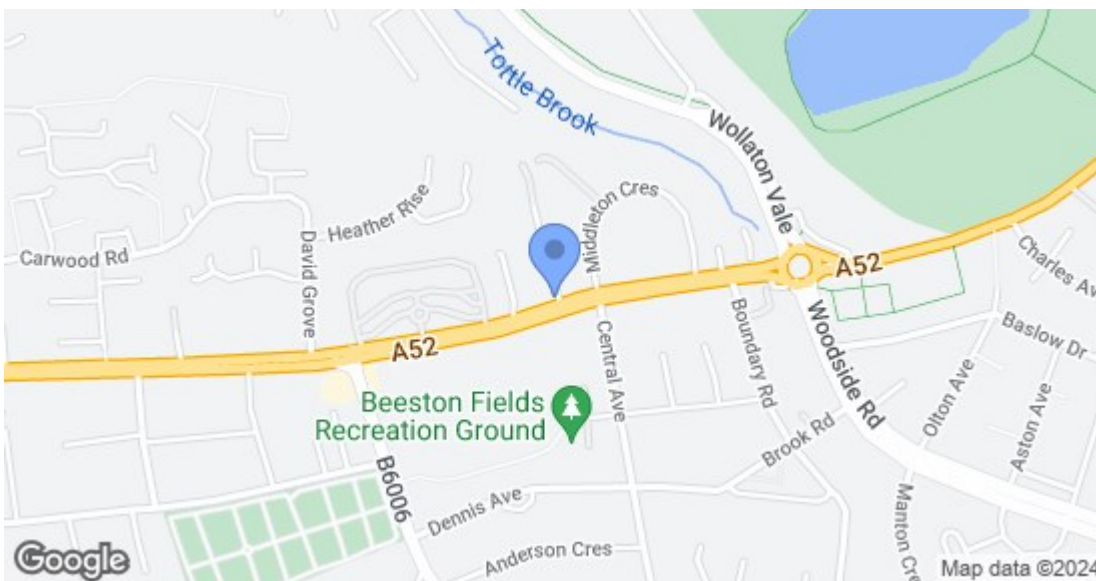 Tottle Brook
Wollaton Vale
Heather Rise
Middleton Cres
Carwood Rd
David Grove
A52
Charles Av
A52
Central Ave
Boundary Rd
Woodside Rd
Baslow Dr
Olton Ave
Aston Ave
Beeston Fields
Recreation Ground
Brook Rd
B6006
Dennis Ave
Manton Cre
Anderson Cres
Google
Map data ©2024